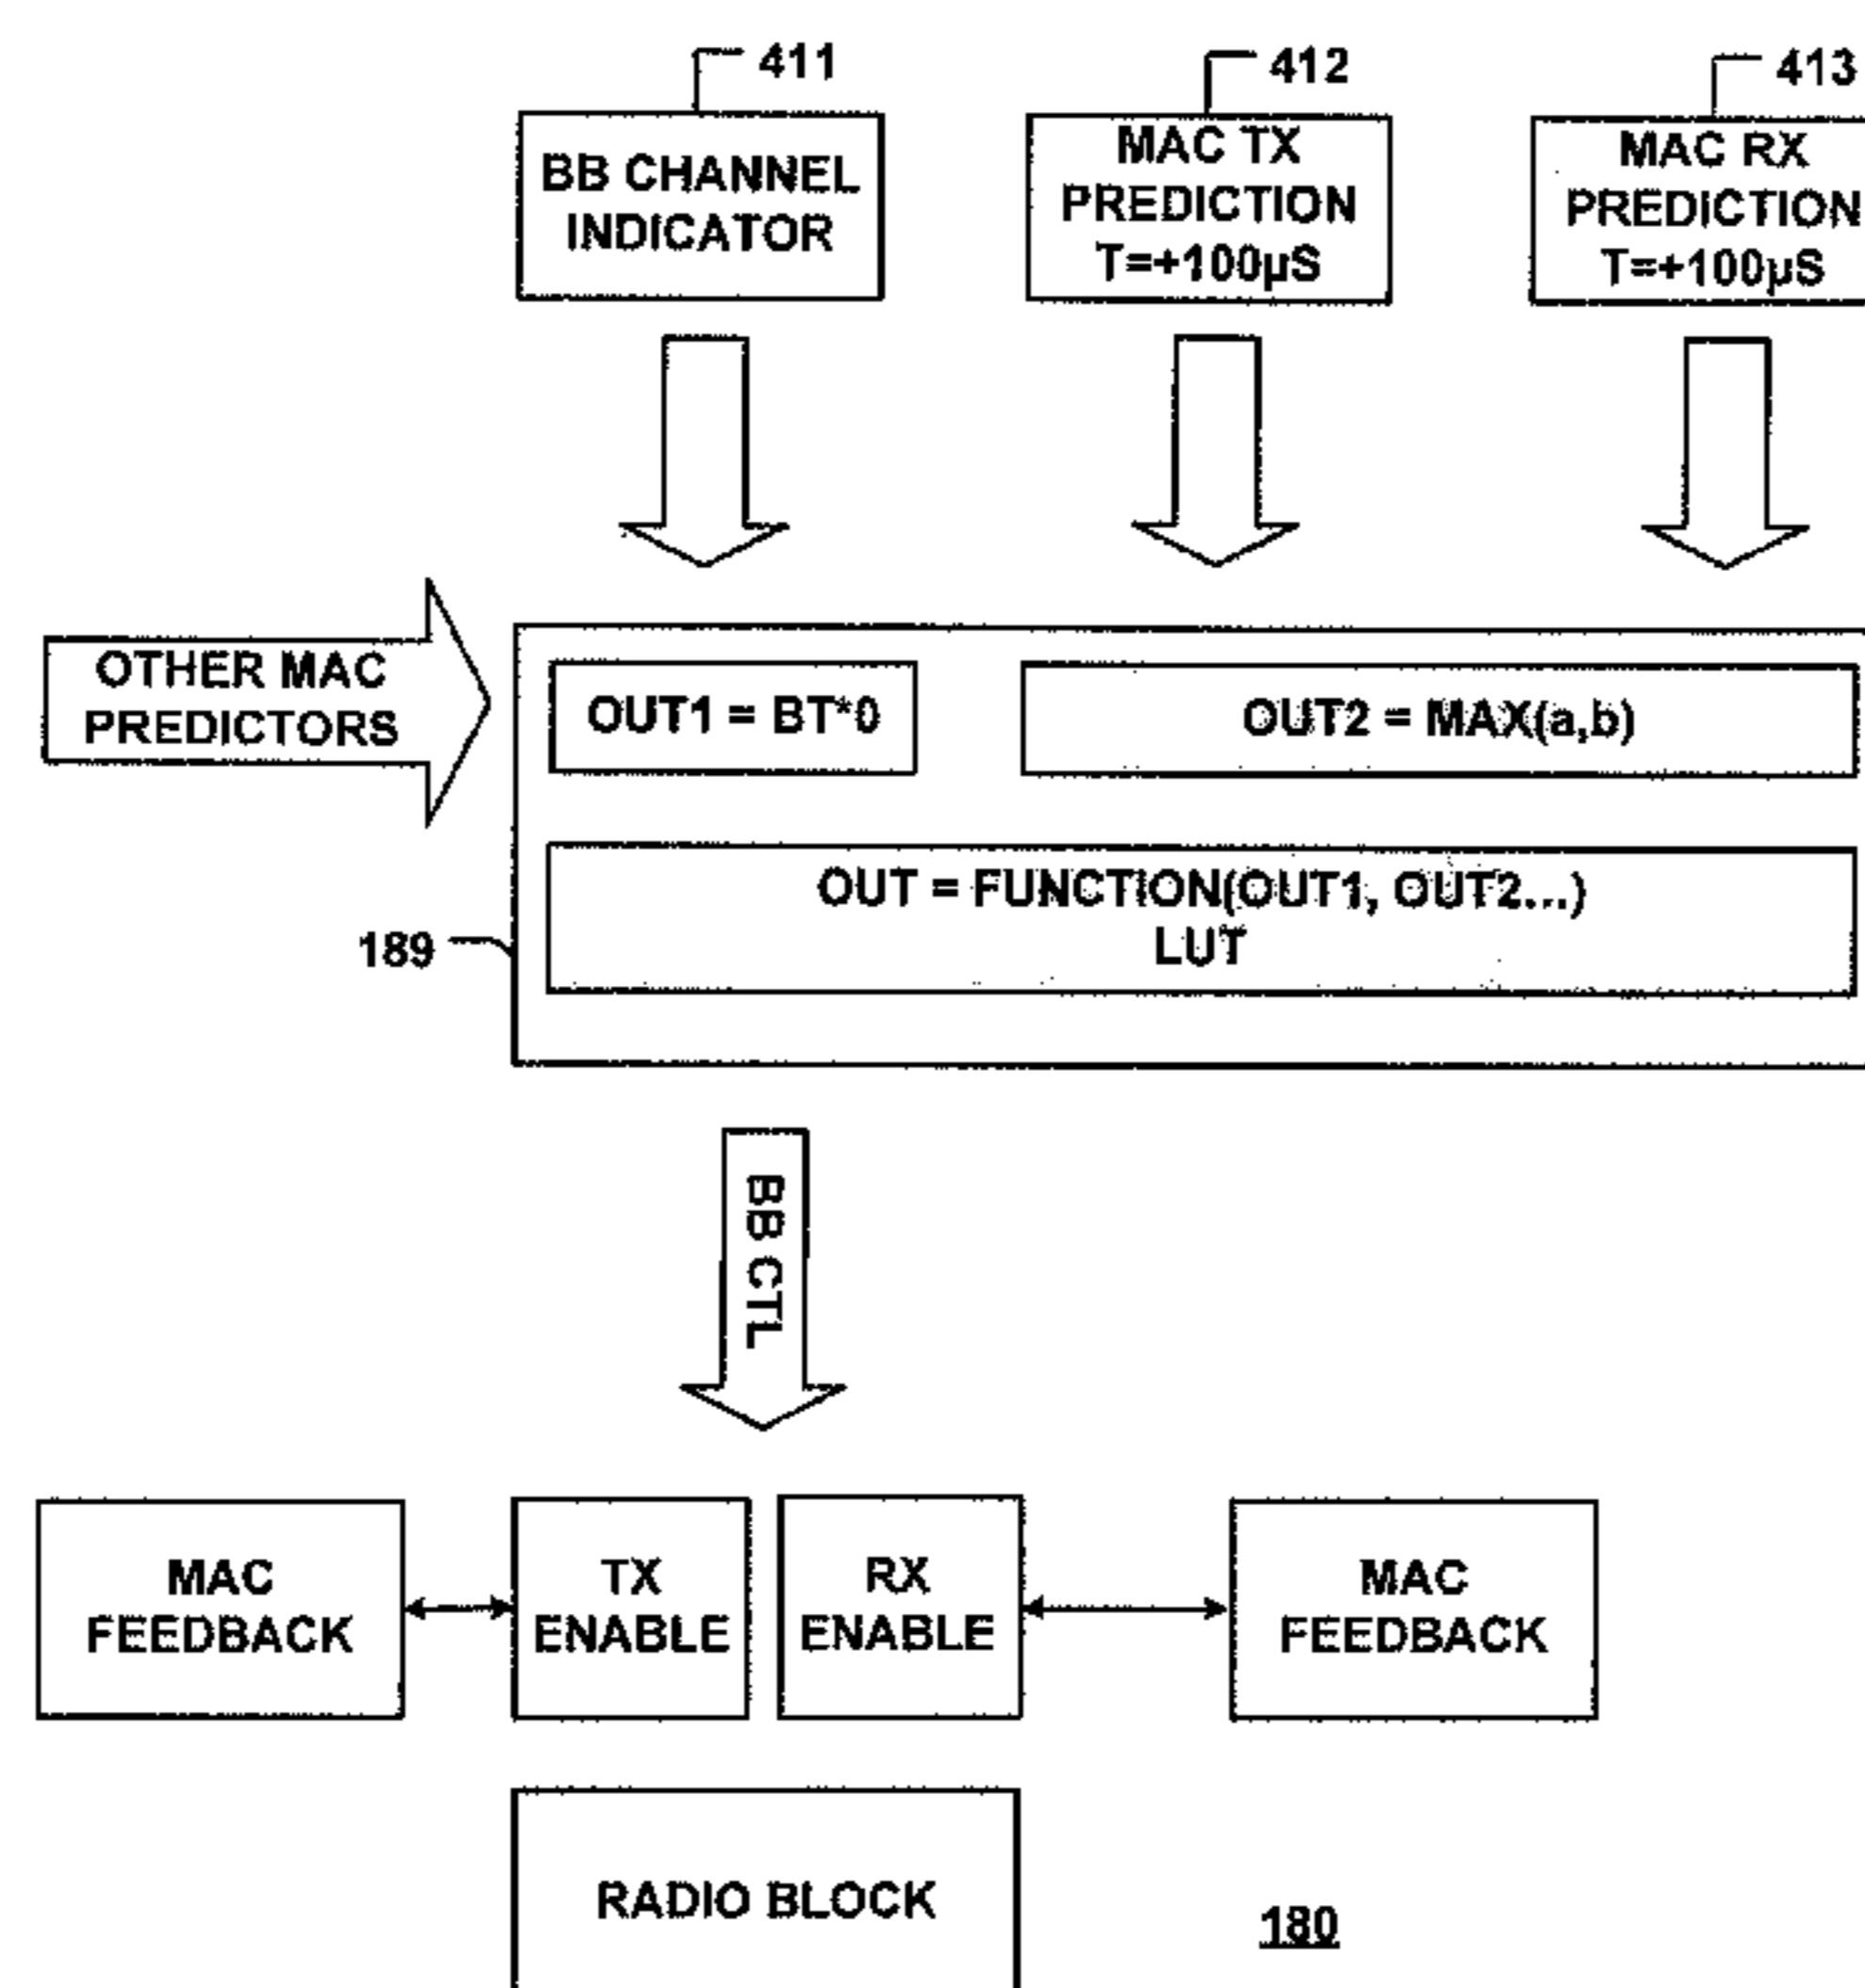 411
412
413
BB CHANNEL
INDICATOR
MAC TX
PREDICTION
T=+100µS
MAC RX
PREDICTION
T=+100µS
OTHER MAC
PREDICTORS
OUT1 = BT*0
OUT2 = MAX(a,b)
OUT = FUNCTION(OUT1, OUT2...)
LUT
189
BB CTL
MAC
FEEDBACK
TX
ENABLE
RX
ENABLE
MAC
FEEDBACK
RADIO BLOCK
180